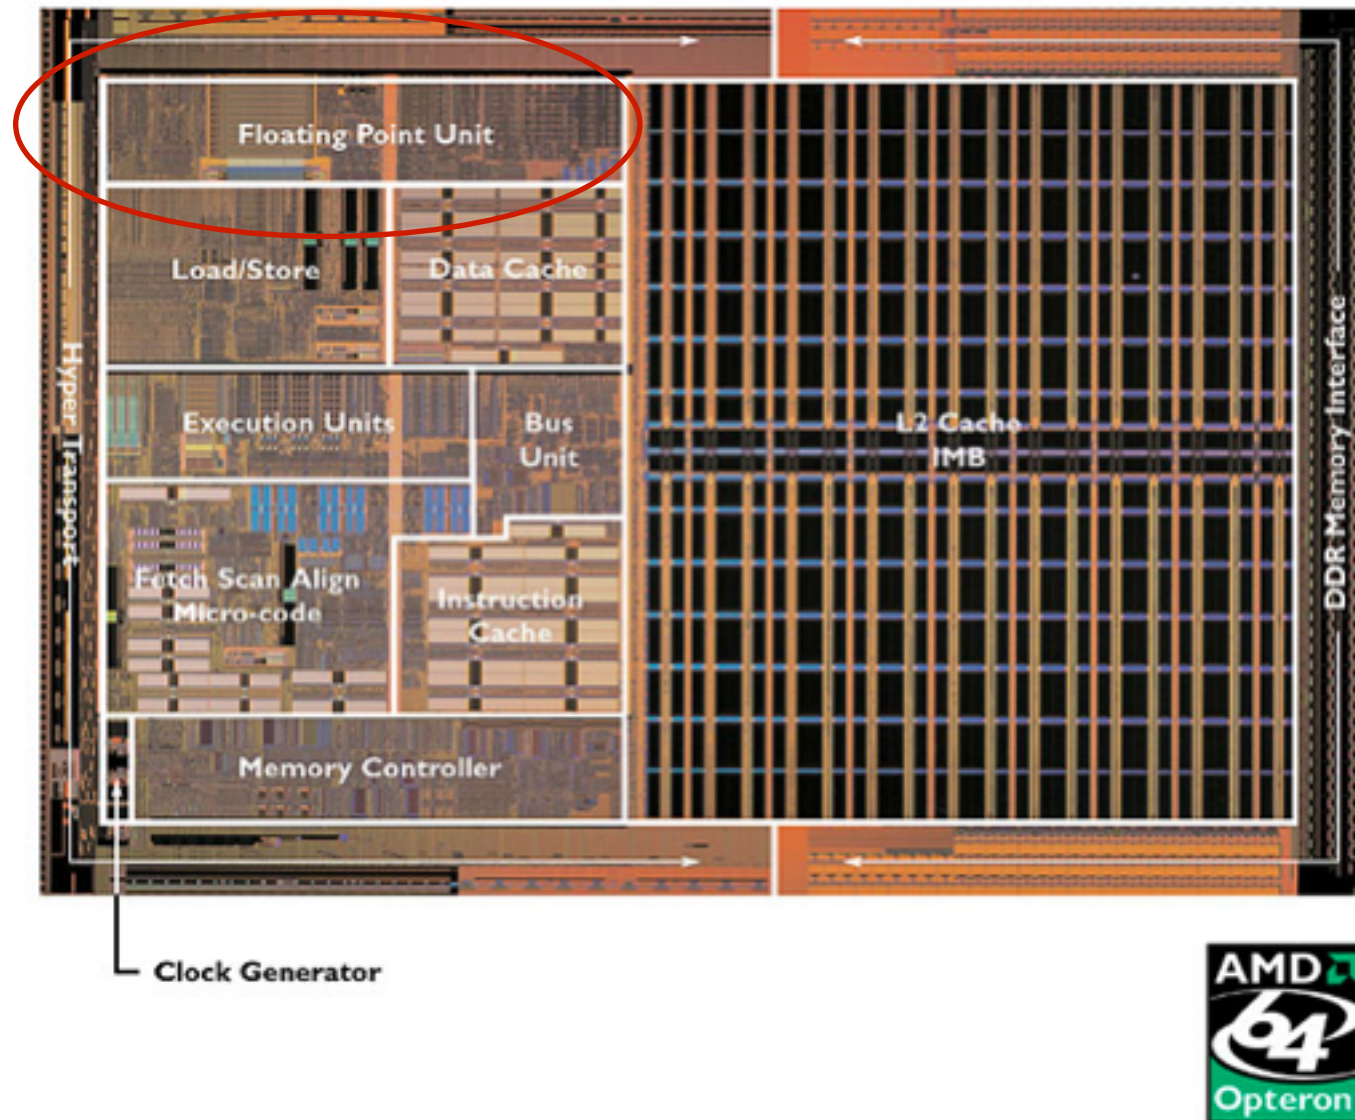 Floating Point Unit
Load/Store
Data Cache
Hyper Transport
Execution Units
Bus
Unit
L2 Cache
1MB
DDR Memory Interface
Fetch Scan Align
Micro-code
Instruction
Cache
Memory Controller
Clock Generator
AMD
64
Opteron